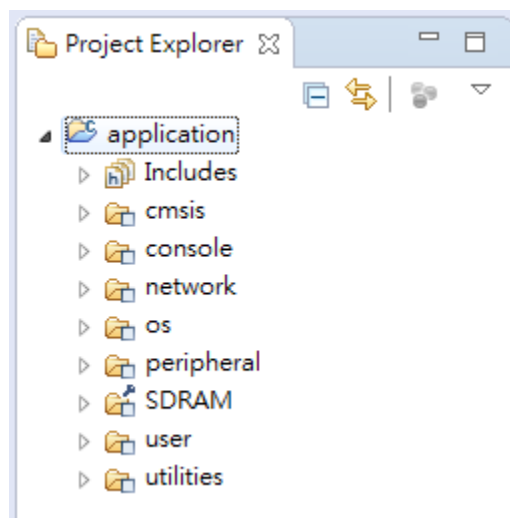 Project Explorer
application
Includes
cmsis
console
network
os
peripheral
SDRAM
user
utilities